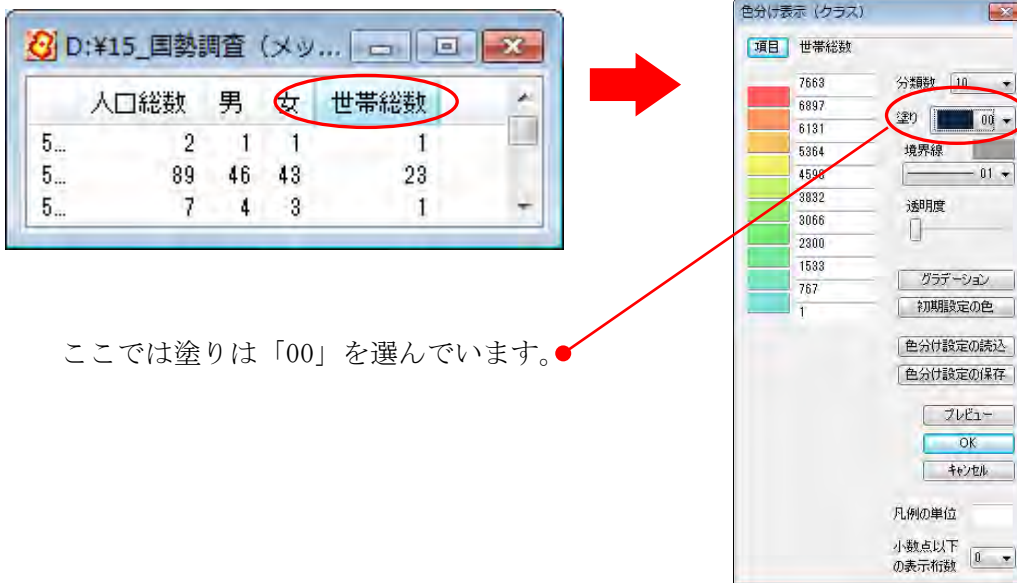 D:¥15_国勢調査（メッ...
人口総数 男 女 世帯総数
5... 2 1 1 1
5... 89 46 43 23
5... 7 4 3 1
ここでは塗りは「00」を選んでいます。
色分け表示（クラス）
項目 世帯総数
7663
6897
6131
5364
4598
3832
3066
2300
1533
767
1
分類数 10
塗り 00
境界線
01
透明度
グラデーション
初期設定の色
色分け設定の読込
色分け設定の保存
プレビュー
OK
キャンセル
凡例の単位
小数点以下
の表示桁数 0